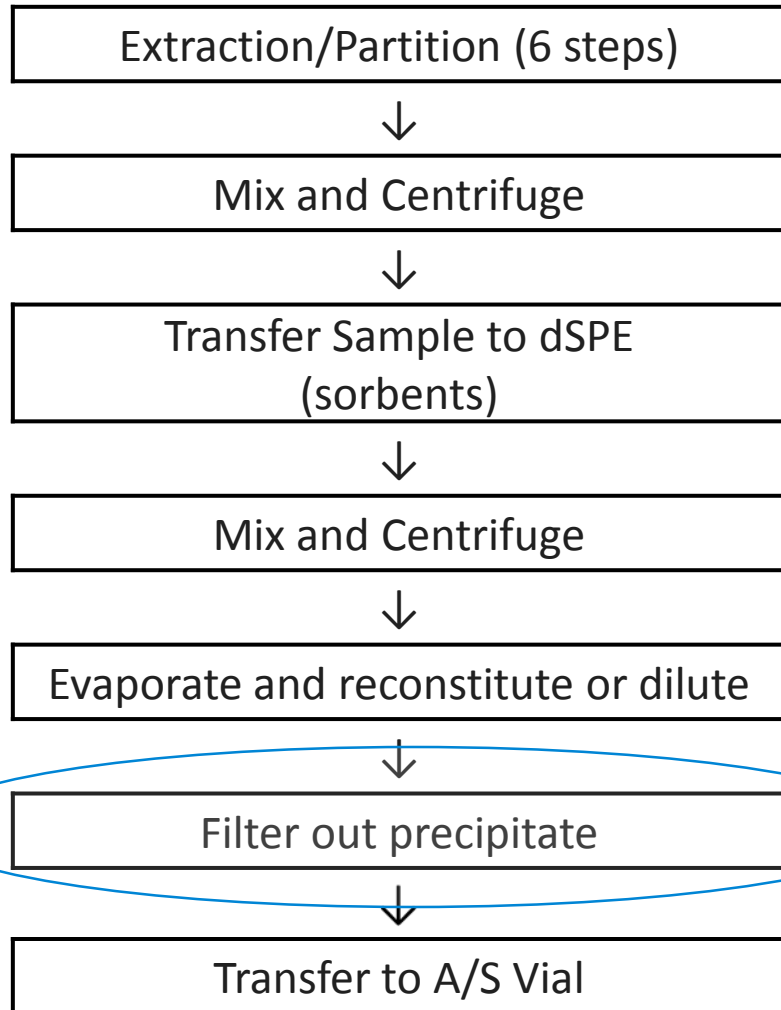 Extraction/Partition (6 steps)
Mix and Centrifuge
Transfer Sample to dSPE
(sorbents)
Mix and Centrifuge
Evaporate and reconstitute or dilute
Filter out precipitate
Transfer to A/S Vial